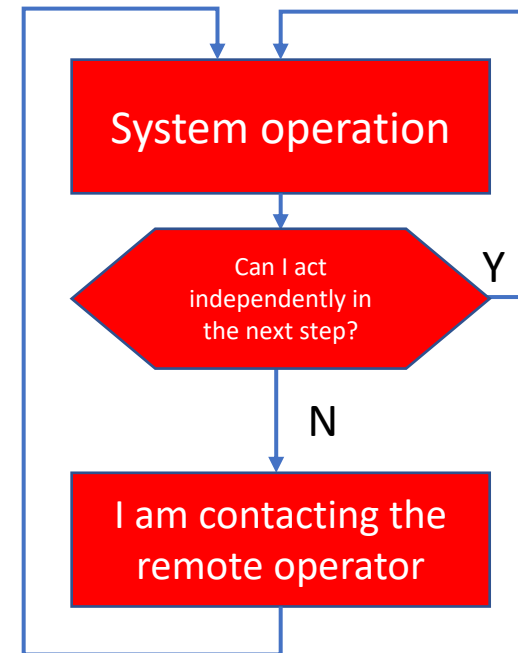 System operation
Can I act
independently in
the next step?
Y
N
I am contacting the
remote operator